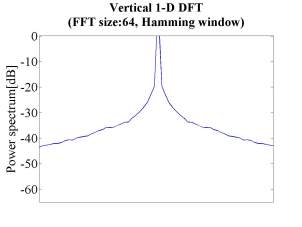 Vertical 1-D DFT
(FFT size:64, Hamming window)
Power spectrum[dB]
0
-10
-20
-30
-40
-50
-60